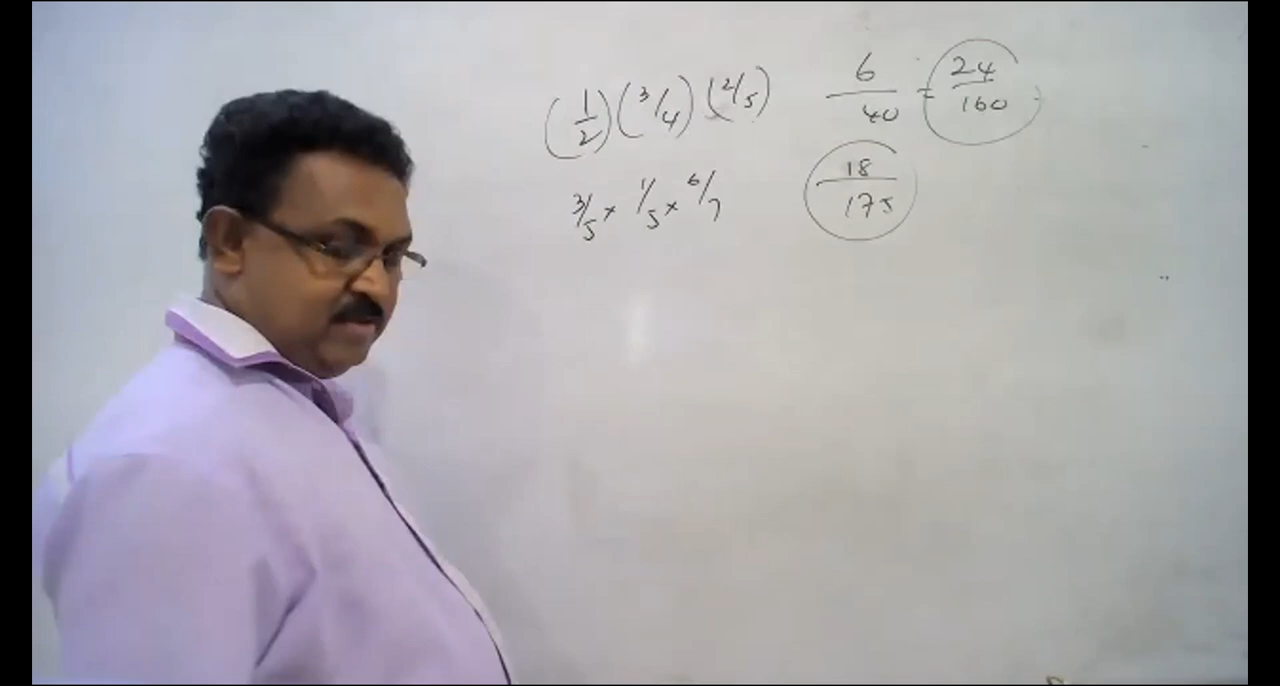 (1/2) (3/4) (2/5) 6/40 = 24/160
3/5 × 1/5 × 6/7 18/175